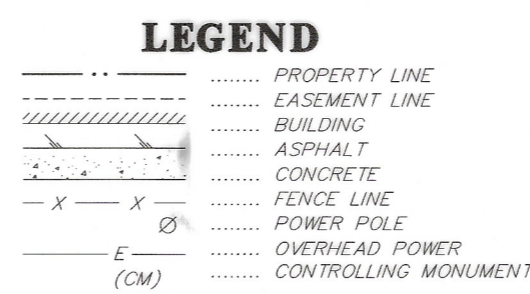 LEGEND
........ PROPERTY LINE
........ EASEMENT LINE
........ BUILDING
........ ASPHALT
........ CONCRETE
X X ........ FENCE LINE
Ø ........ POWER POLE
E ........ OVERHEAD POWER
(CM) ........ CONTROLLING MONUMENT